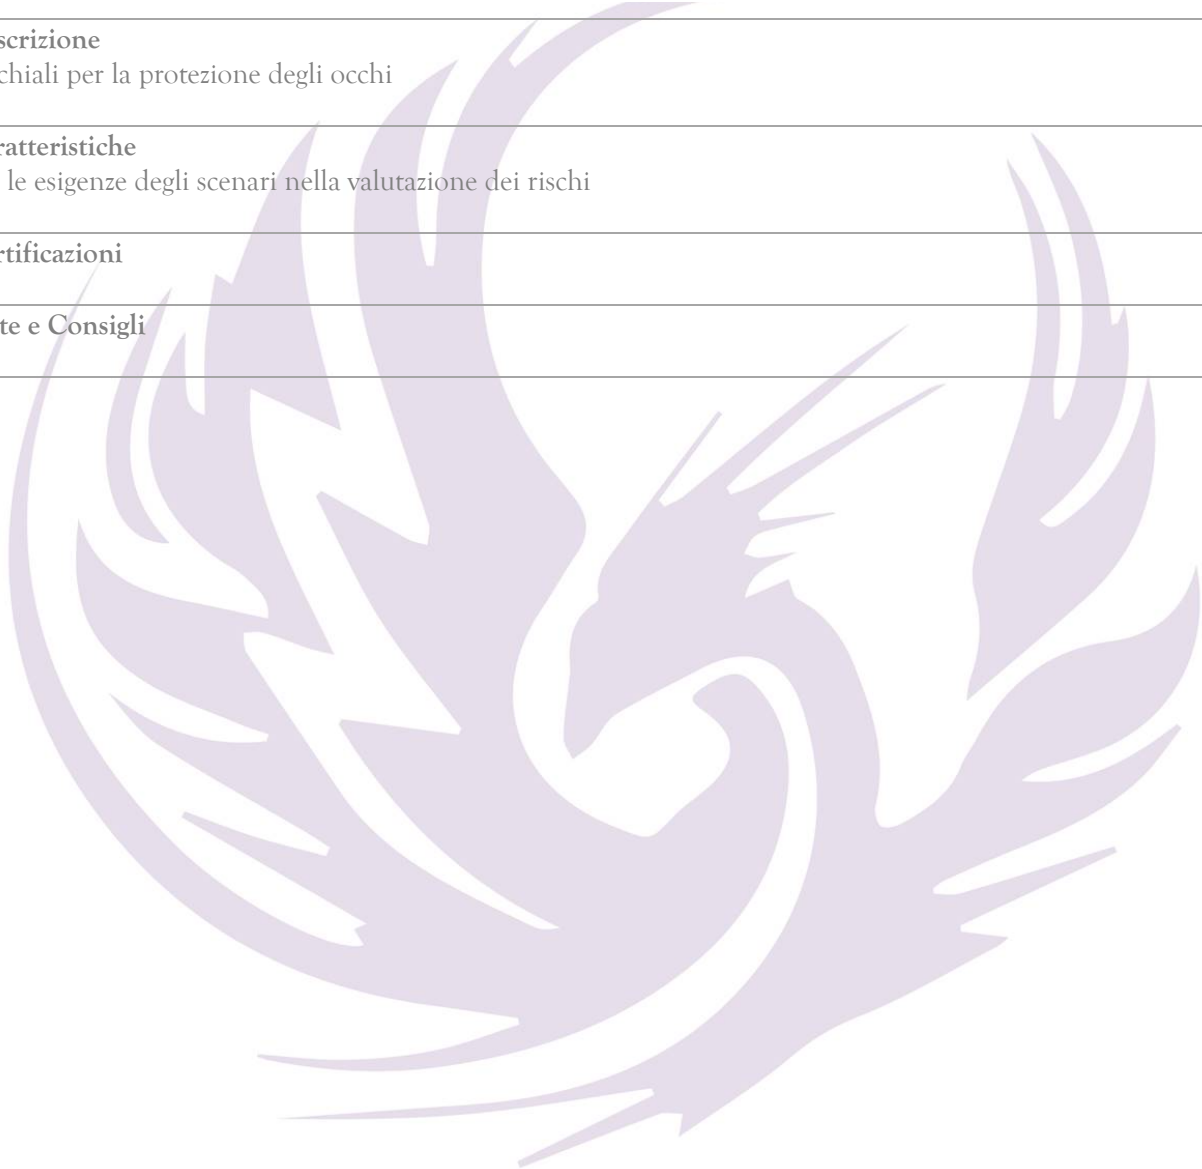 scrizione
chiali per la protezione degli occhi
ratteristiche
le esigenze degli scenari nella valutazione dei rischi
rtificazioni
te e Consigli